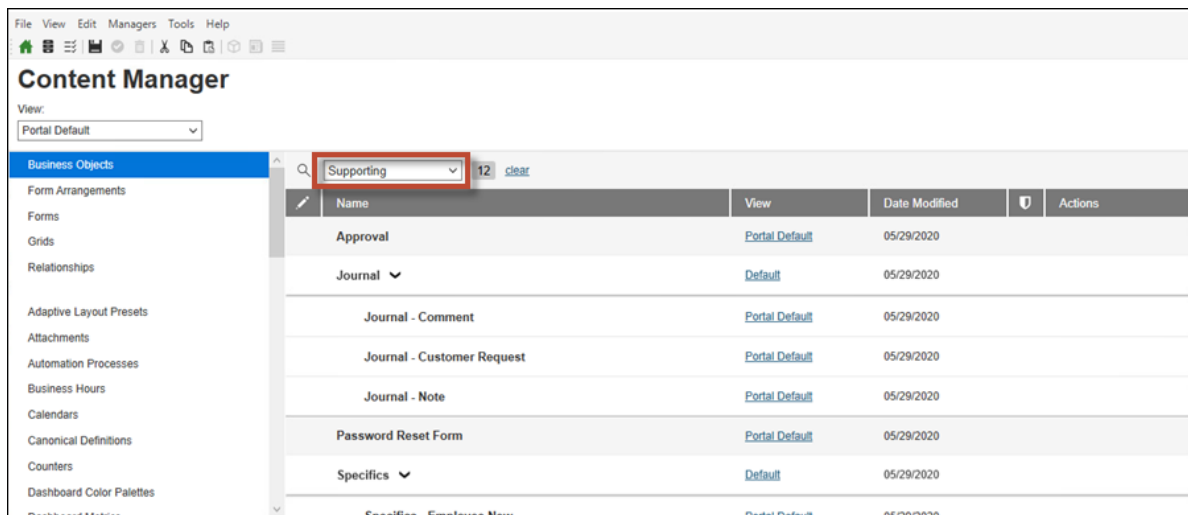 File View Edit Managers Tools Help
Content Manager
View:
Portal Default
Business Objects
Form Arrangements
Forms
Grids
Relationships
Adaptive Layout Presets
Attachments
Automation Processes
Business Hours
Calendars
Canonical Definitions
Counters
Dashboard Color Palettes
Supporting 12 clear
Name View Date Modified Actions
Approval Portal Default 05/29/2020
Journal Default 05/29/2020
Journal - Comment Portal Default 05/29/2020
Journal - Customer Request Portal Default 05/29/2020
Journal - Note Portal Default 05/29/2020
Password Reset Form Portal Default 05/29/2020
Specifics Default 05/29/2020